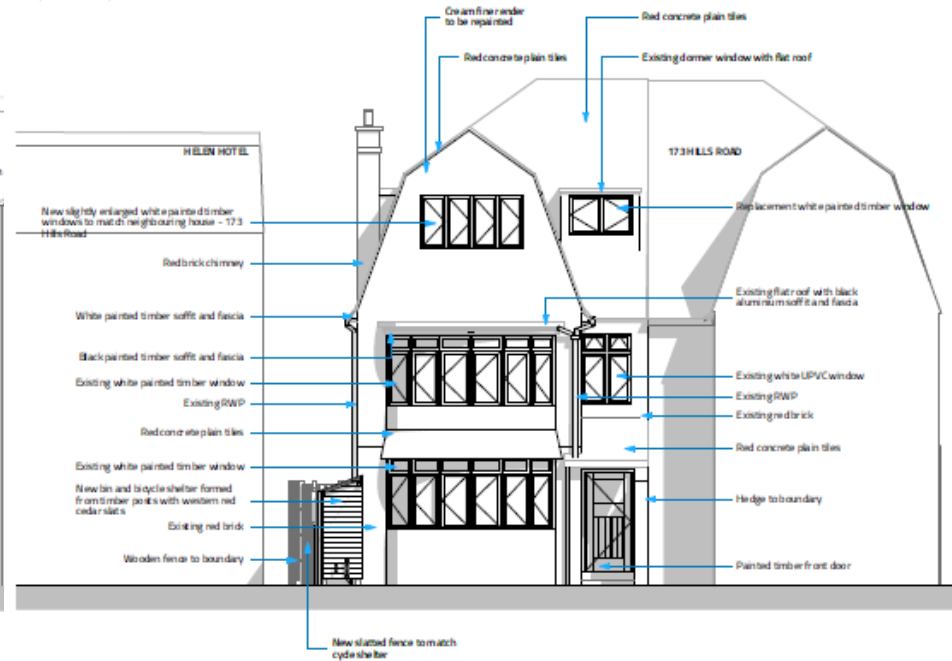 Cream finer render
to be repainted
Red concrete plain tiles
Red concrete plain tiles
Existing dormer window with flat roof
HELEN HOTEL
173 HILLS ROAD
New slightly enlarged white painted timber
windows to match neighbouring house - 173
Hills Road
Replacement white painted timber window
Red brick chimney
Existing flat roof with black
aluminium soffit and fascia
White painted timber soffit and fascia
Black painted timber soffit and fascia
Existing white painted timber window
Existing white UPVC window
Existing RWP
Existing RWP
Existing red brick
Red concrete plain tiles
Red concrete plain tiles
Existing white painted timber window
New bin and bicycle shelter formed
from timber posts with western red
cedar slats
Hedge to boundary
Existing red brick
Wooden fence to boundary
Painted timber front door
New slatted fence to match
cycle shelter